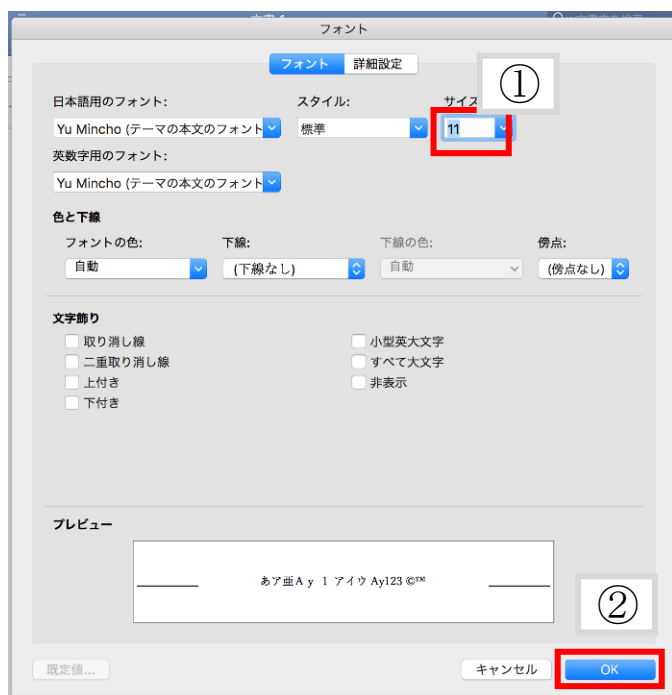 フォント
フォント 詳細設定
①
日本語用のフォント: スタイル: サイズ
Yu Mincho (テーマの本文のフォント 標準 11
英数字用のフォント:
Yu Mincho (テーマの本文のフォント
色と下線
フォントの色: 下線: 下線の色: 傍点:
自動 (下線なし) 自動 (傍点なし)
文字飾り
取り消し線 小型英大文字
二重取り消し線 すべて大文字
上付き 非表示
下付き
プレビュー
あア亜Ay 1 アイウ Ay123 ©™
②
既定値... キャンセル OK